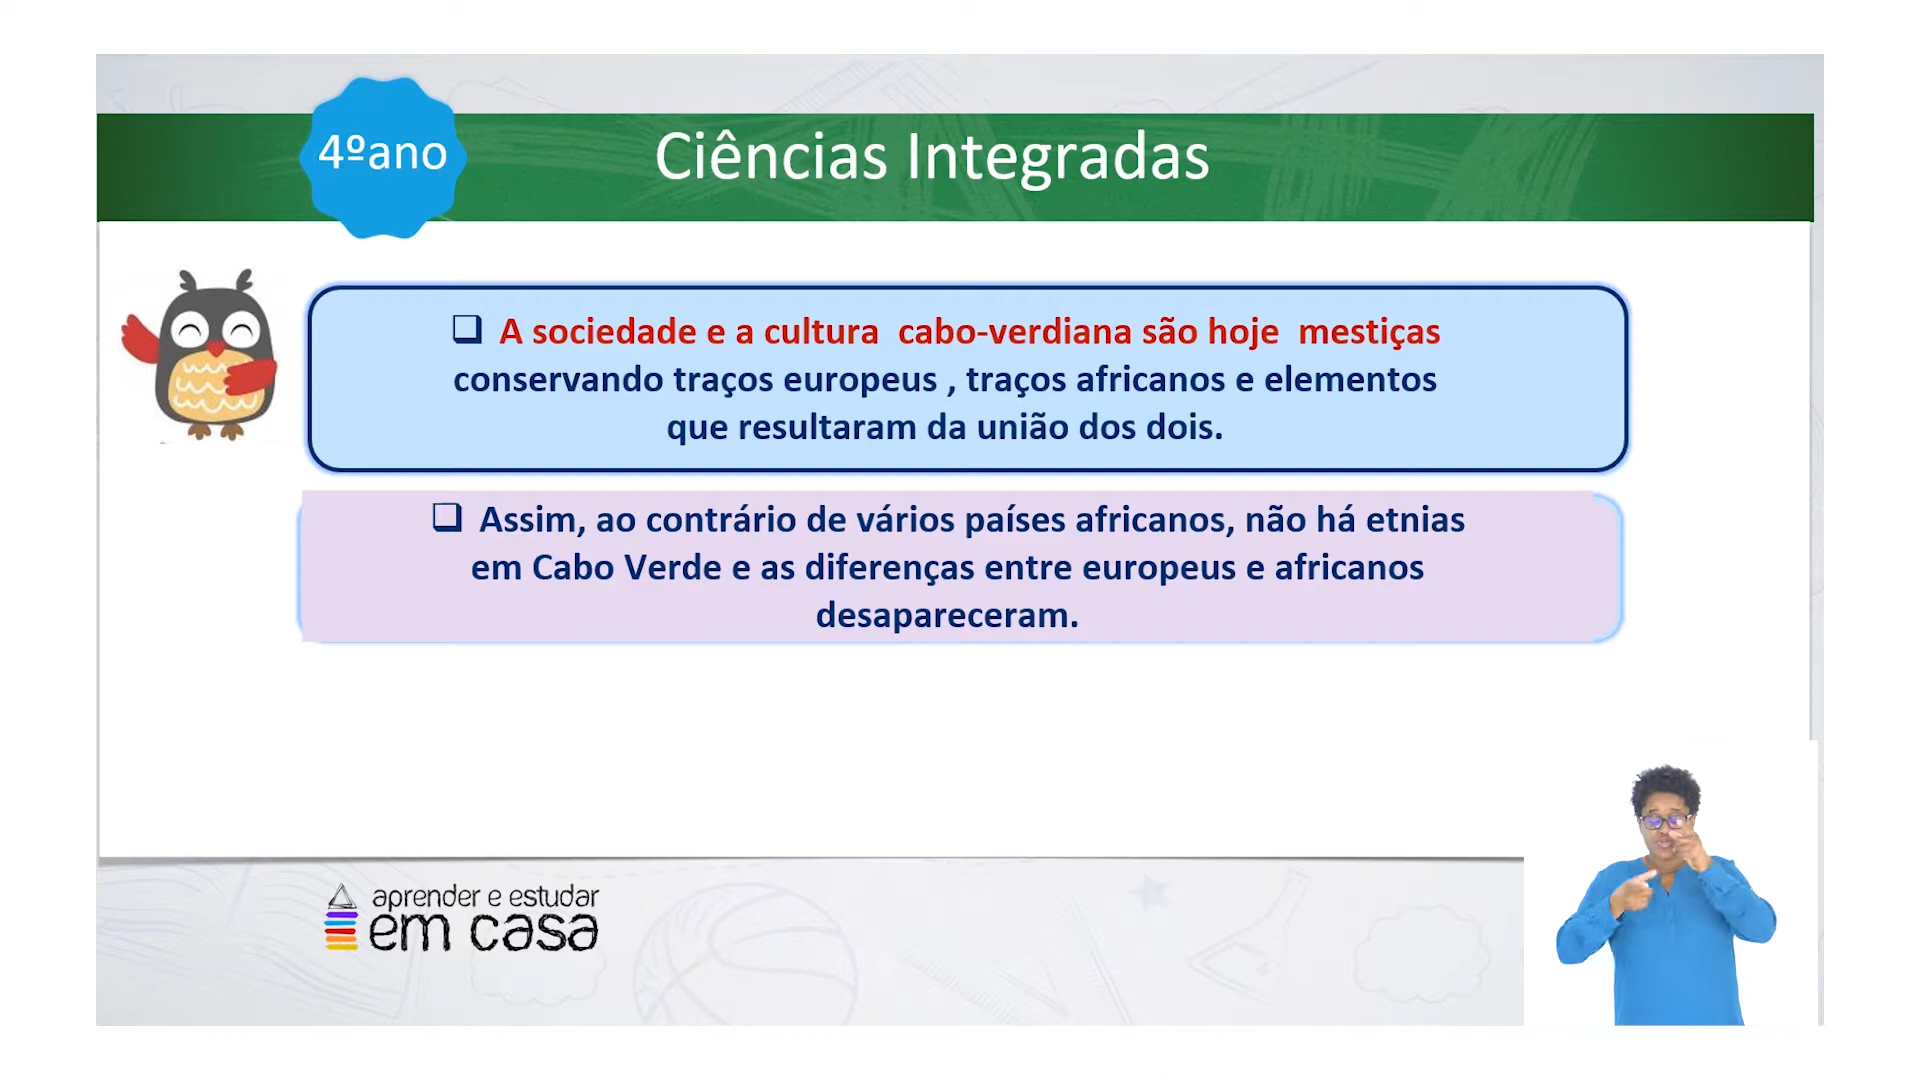 4ºano
Ciências Integradas
❑ A sociedade e a cultura cabo-verdiana são hoje mestiças
conservando traços europeus , traços africanos e elementos
que resultaram da união dos dois.
❑ Assim, ao contrário de vários países africanos, não há etnias
em Cabo Verde e as diferenças entre europeus e africanos
desapareceram.
aprender e estudar
em casa